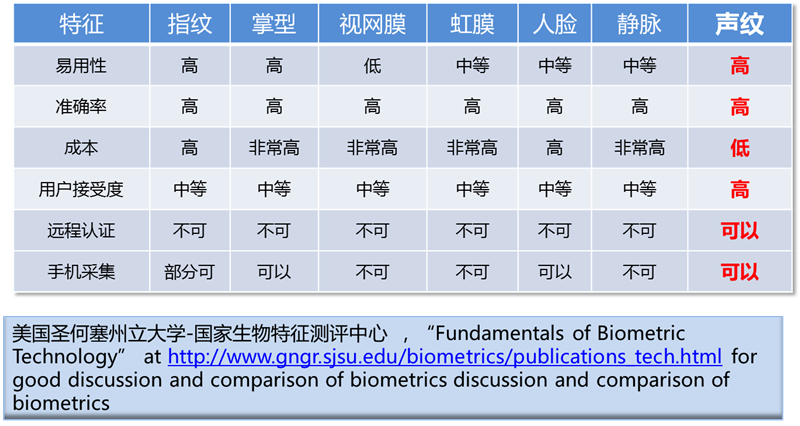 特征 指纹 掌型 视网膜 虹膜 人脸 静脉 声纹
易用性 高 高 低 中等 中等 中等 高
准确率 高 高 高 高 高 高 高
成本 高 非常高 非常高 非常高 高 非常高 低
用户接受度 中等 中等 中等 中等 中等 中等 高
远程认证 不可 不可 不可 不可 不可 不可 可以
手机采集 部分可 可以 不可 不可 可以 不可 可以
美国圣何塞州立大学-国家生物特征测评中心 ，“Fundamentals of Biometric
Technology” at http://www.gngr.sjsu.edu/biometrics/publications_tech.html for
good discussion and comparison of biometrics discussion and comparison of
biometrics